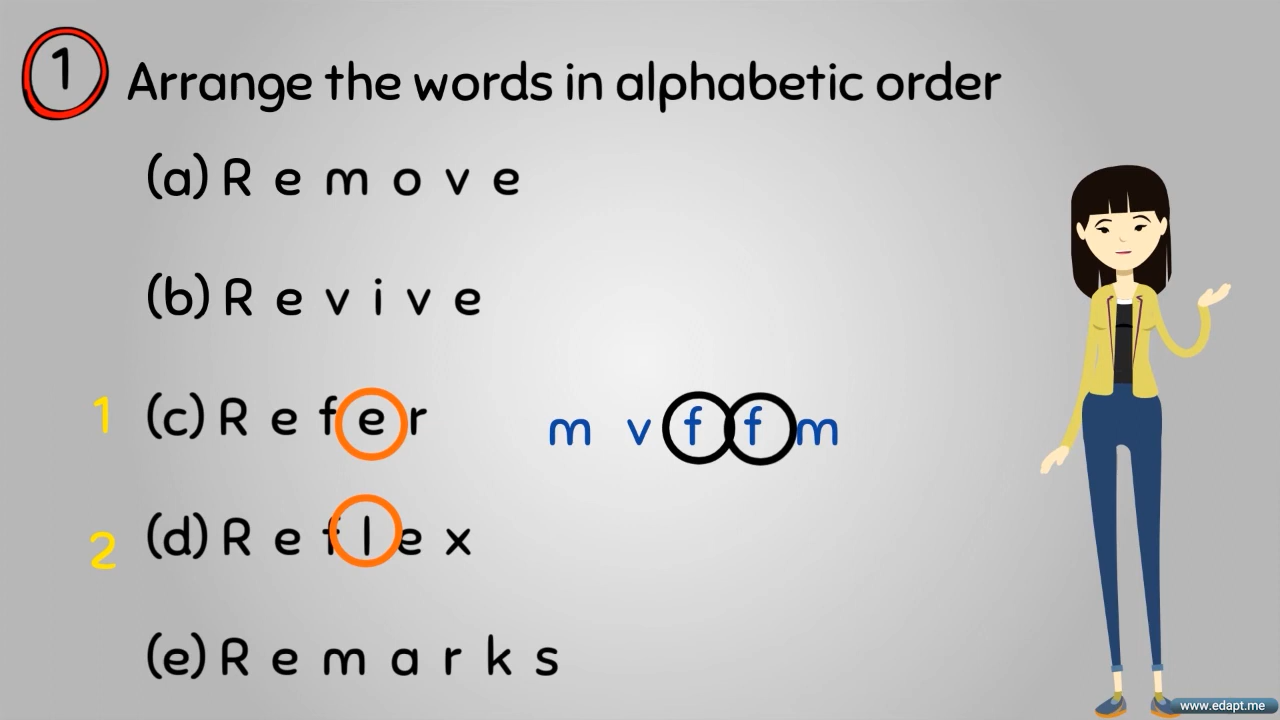 1 Arrange the words in alphabetic order
(a) R e m o v e
(b) R e v i v e
1 (c) R e f e r m v f f m
2 (d) R e f l e x
(e) R e m a r k s
www.edapt.me